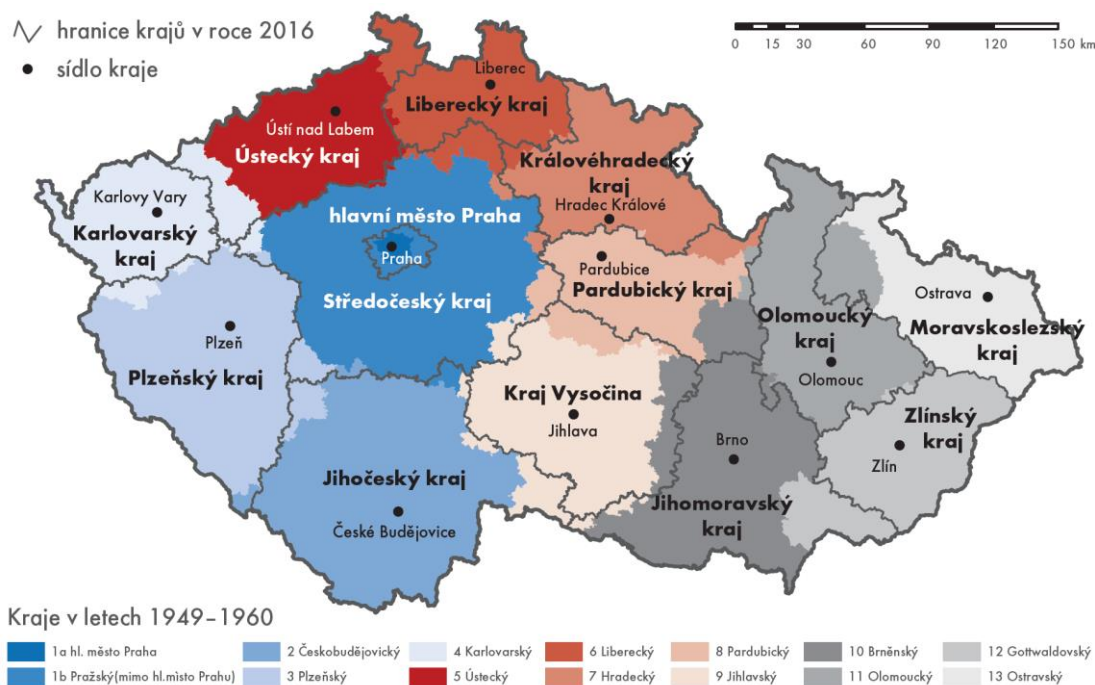 hranice krajů v roce 2016
sídlo kraje
0 15 30 60 90 120 150 km
Liberec
Liberecký kraj
Ústí nad Labem
Ústecký kraj
Královéhradecký
kraj
Hradec Králové
Karlovy Vary
Karlovarský
kraj
hlavní město Praha
Praha
Středočeský kraj
Pardubice
Pardubický kraj
Ostrava
Moravskoslezský
kraj
Olomoucký
kraj
Olomouc
Plzeň
Plzeňský kraj
Kraj Vysočina
Jihlava
Zlínský
kraj
Zlín
Brno
Jihomoravský
kraj
Jihočeský kraj
České Budějovice
Kraje v letech 1949–1960
1a hl. město Praha
1b Pražský(mimo hl.místo Prahu)
2 Českobudějovický
3 Plzeňský
4 Karlovarský
5 Ústecký
6 Liberecký
7 Hradecký
8 Pardubický
9 Jihlavský
10 Brněnský
11 Olomoucký
12 Gottwaldovský
13 Ostravský